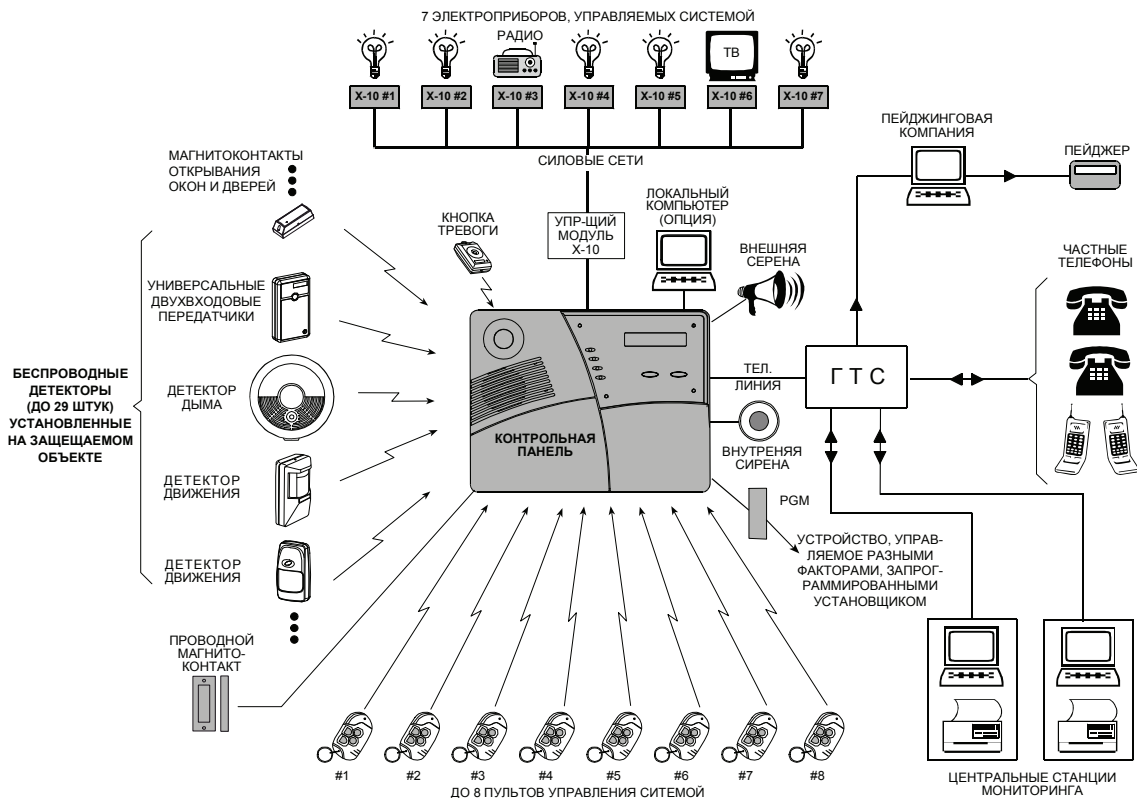 7 ЭЛЕКТРОПРИБОРОВ, УПРАВЛЯЕМЫХ СИСТЕМОЙ
РАДИО
ТВ
X-10 #1
X-10 #2
X-10 #3
X-10 #4
X-10 #5
X-10 #6
X-10 #7
СИЛОВЫЕ СЕТИ
МАГНИТОКОНТАКТЫ
ОТКРЫВАНИЯ
ОКОН И ДВЕРЕЙ
КНОПКА
ТРЕВОГИ
УПР-ЩИЙ
МОДУЛЬ
X-10
ЛОКАЛЬНЫЙ
КОМПЬЮТЕР
(ОПЦИЯ)
ВНЕШНЯЯ
СЕРЕНА
ПЕЙДЖИНГОВАЯ
КОМПАНИЯ
ПЕЙДЖЕР
ЧАСТНЫЕ
ТЕЛЕФОНЫ
УНИВЕРСАЛЬНЫЕ
ДВУХВХОДОВЫЕ
ПЕРЕДАТЧИКИ
БЕСПРОВОДНЫЕ
ДЕТЕКТОРЫ
(ДО 29 ШТУК)
УСТАНОВЛЕННЫЕ
НА ЗАЩЕЩАЕМОМ
ОБЪЕКТЕ
ДЕТЕКТОР
ДЫМА
ДЕТЕКТОР
ДВИЖЕНИЯ
ДЕТЕКТОР
ДВИЖЕНИЯ
ПРОВОДНОЙ
МАГНИТО-
КОНТАКТ
КОНТРОЛЬНАЯ
ПАНЕЛЬ
ТЕЛ.
ЛИНИЯ
ГТС
ВНУТРЕНЯЯ
СИРЕНА
PGM
УСТРОЙСТВО, УПРАВ-
ЛЯЕМОЕ РАЗНЫМИ
ФАКТОРАМИ, ЗАПРОГ-
РАММИРОВАННЫМИ
УСТАНОВЩИКОМ
#1
#2
#3
#4
#5
#6
#7
#8
ДО 8 ПУЛЬТОВ УПРАВЛЕНИЯ СИТЕМОЙ
ЦЕНТРАЛЬНЫЕ СТАНЦИИ
МОНИТОРИНГА